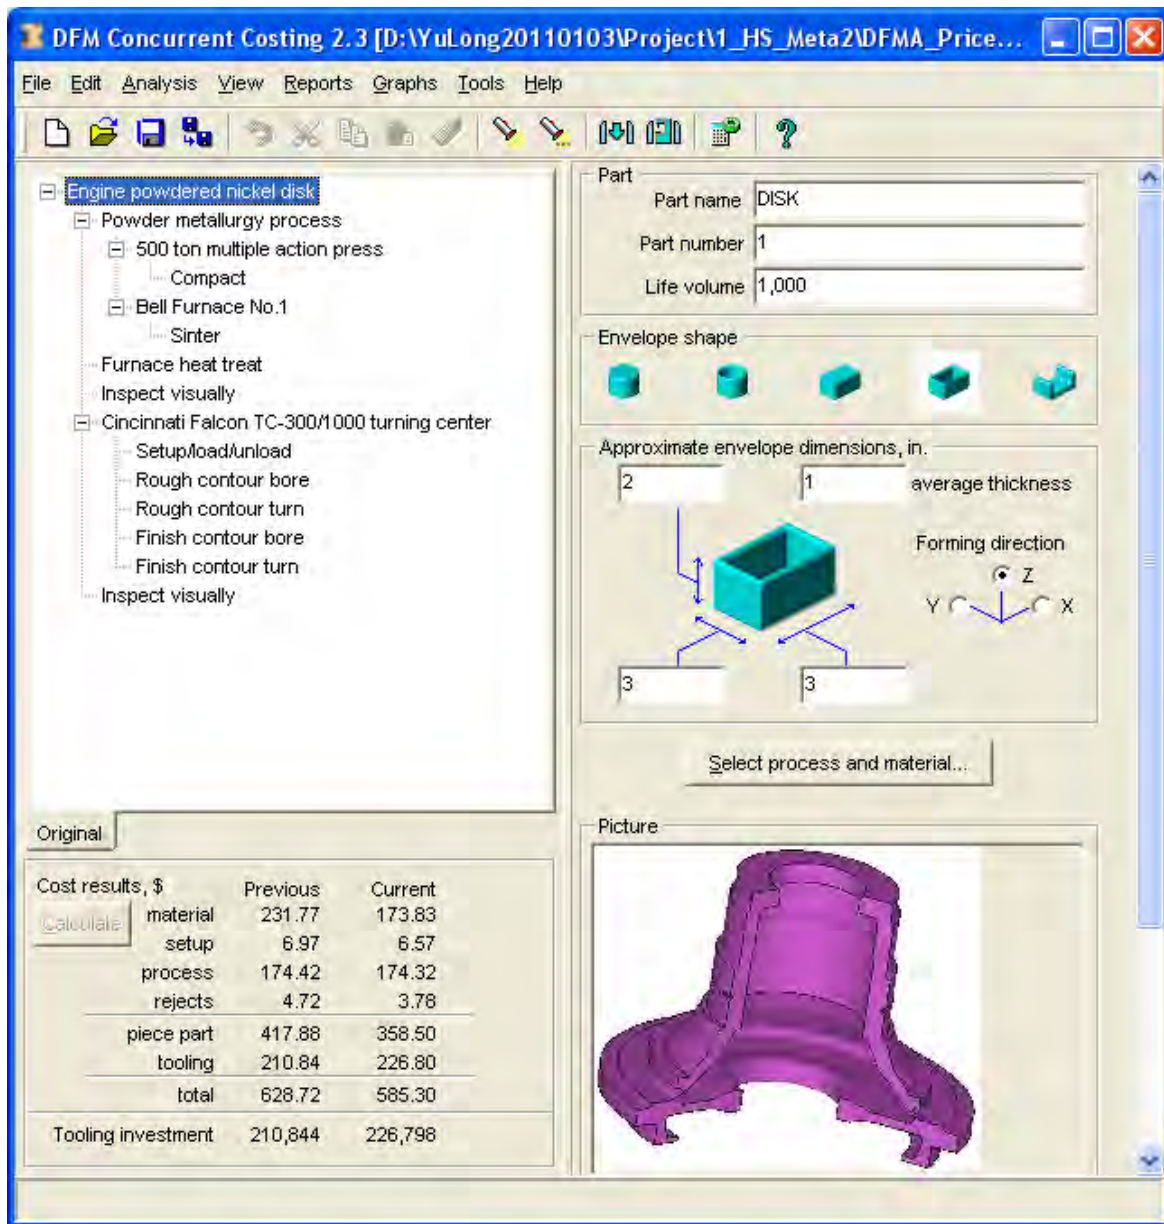 DFM Concurrent Costing 2.3 [D:\YuLong20110103\Project\1_HS_Meta2\DFMA_Price...
File Edit Analysis View Reports Graphs Tools Help
Engine powdered nickel disk
Powder metallurgy process
500 ton multiple action press
Compact
Bell Furnace No.1
Sinter
Furnace heat treat
Inspect visually
Cincinnati Falcon TC-300/1000 turning center
Setup/load/unload
Rough contour bore
Rough contour turn
Finish contour bore
Finish contour turn
Inspect visually
Original
Cost results, $ Previous Current
Calculate
material 231.77 173.83
setup 6.97 6.57
process 174.42 174.32
rejects 4.72 3.78
piece part 417.88 358.50
tooling 210.84 226.80
total 628.72 585.30
Tooling investment 210,844 226,798
Part
Part name DISK
Part number 1
Life volume 1,000
Envelope shape
Approximate envelope dimensions, in.
2 1 average thickness
Forming direction
Z
Y X
3 3
Select process and material...
Picture